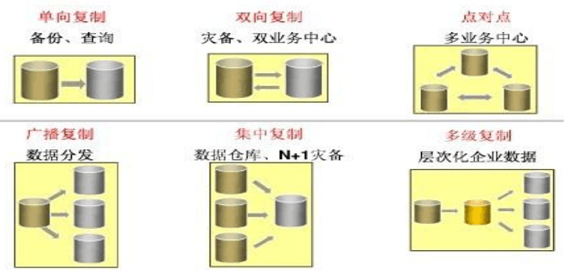 单向复制
备份、查询
双向复制
灾备、双业务中心
点对点
多业务中心
广播复制
数据分发
集中复制
数据仓库、N+1灾备
多级复制
层次化企业数据